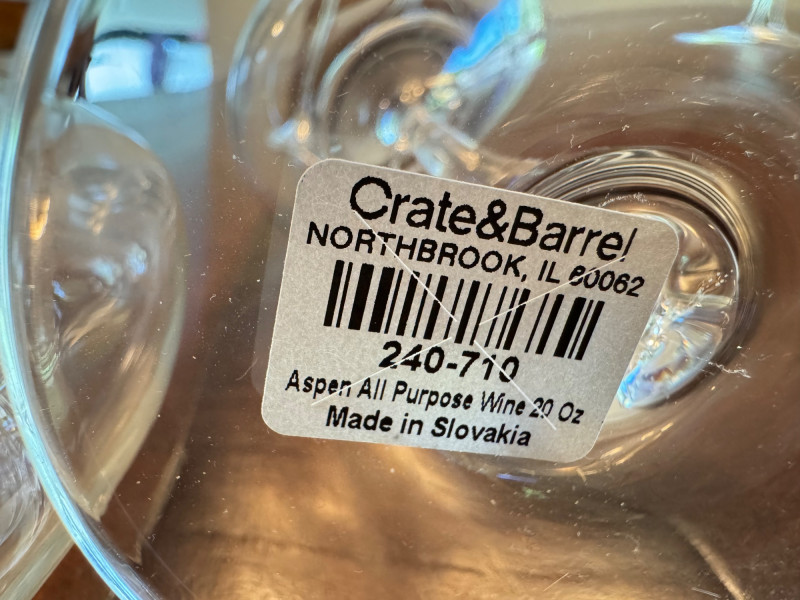 Crate&Barrel
NORTHBROOK, IL 60062
240-710
Aspen All Purpose Wine 20 Oz
Made in Slovakia